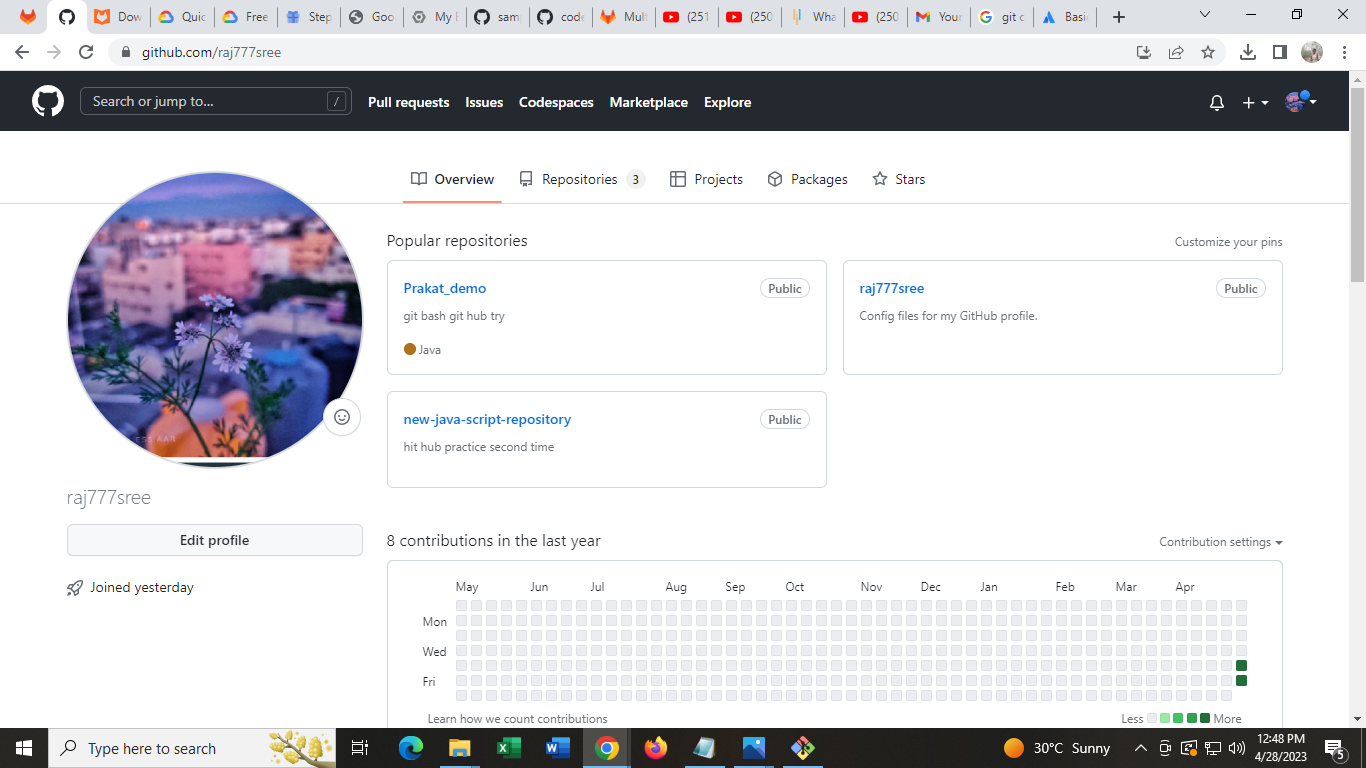 Dow
Quic
Free
Step
Goo
My E
sam
code
Mult
(251
(250
Wha
(250
Your
git c
Basi
github.com/raj777sree
Search or jump to... /
Pull requests Issues Codespaces Marketplace Explore
Overview Repositories 3 Projects Packages Stars
Popular repositories Customize your pins
Prakat_demo Public
git bash git hub try
Java
raj777sree Public
Config files for my GitHub profile.
new-java-script-repository Public
hit hub practice second time
raj777sree
Edit profile
Joined yesterday
8 contributions in the last year Contribution settings
May Jun Jul Aug Sep Oct Nov Dec Jan Feb Mar Apr
Mon
Wed
Fri
Learn how we count contributions Less More
Type here to search
30°C Sunny
12:48 PM
4/28/2023
5